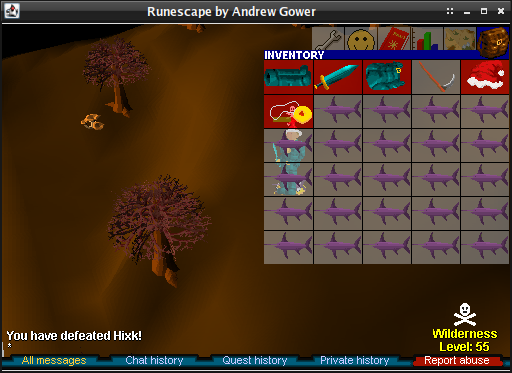 Runescape by Andrew Gower
INVENTORY
You have defeated Hixk!
*
Wilderness
Level: 55
All messages
Chat history
Quest history
Private history
Report abuse